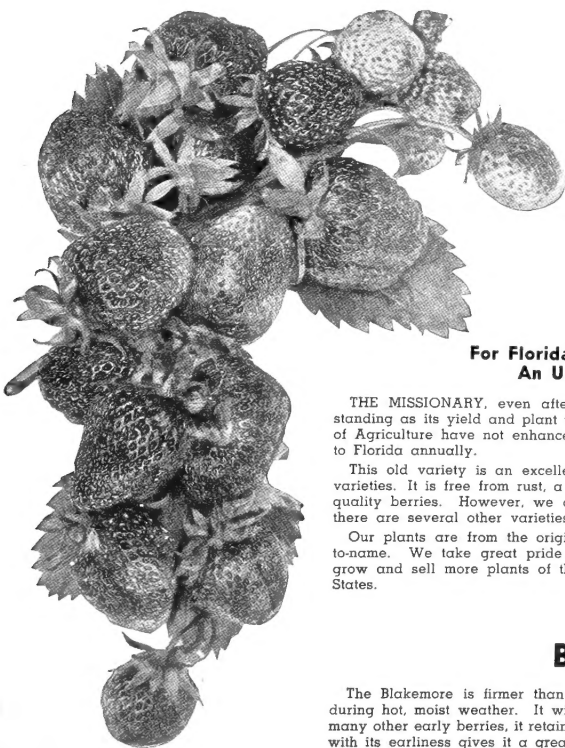 For Florida
An U
THE MISSIONARY, even afte
standing as its yield and plant
of Agriculture have not enhance
to Florida annually.
This old variety is an excelle
varieties. It is free from rust, a
quality berries. However, we
there are several other varieties
Our plants are from the origi
to-name. We take great pride
grow and sell more plants of th
States.
B
The Blakemore is firmer than
during hot, moist weather. It w
many other early berries, it retain
with its earliness gives it a grea